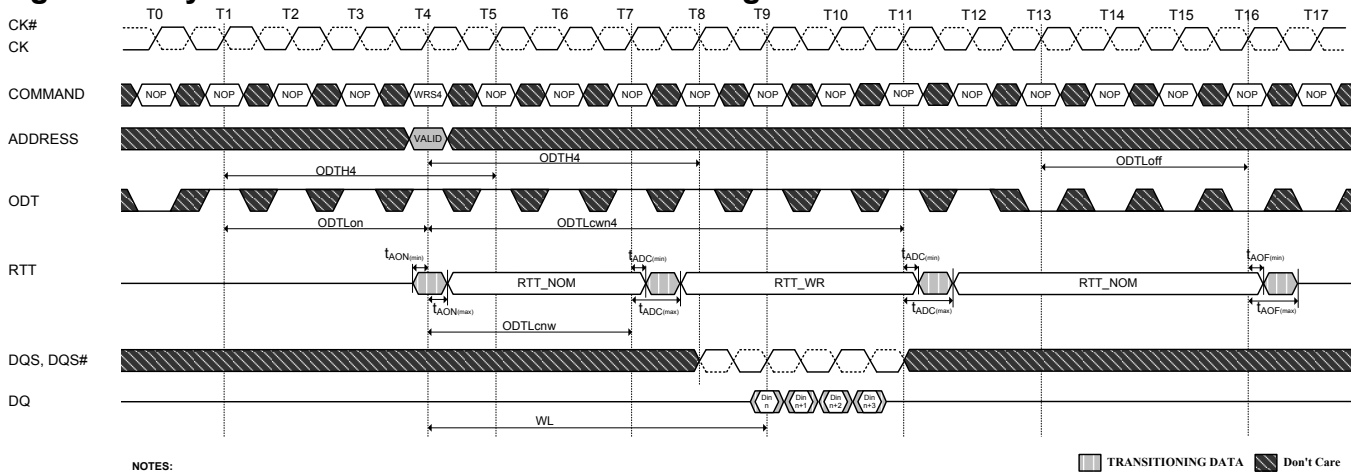 T0 T1 T2 T3 T4 T5 T6 T7 T8 T9 T10 T11 T12 T13 T14 T15 T16 T17
CK#
CK
COMMAND NOP NOP NOP NOP WRS4 NOP NOP NOP NOP NOP NOP NOP NOP NOP NOP NOP NOP NOP
ADDRESS VALID
ODTH4 ODTLoff
ODTH4
ODT
ODTLon ODTLcwn4
tAON(min) tADC(min) tADC(min) tAOF(min)
RTT RTT_NOM RTT_WR RTT_NOM
tAON(max) tADC(max) tADC(max) tAOF(max)
ODTLcnw
DQS, DQS#
DQ Din n Din n+1 Din n+2 Din n+3
WL
NOTES: TRANSITIONING DATA Don't Care